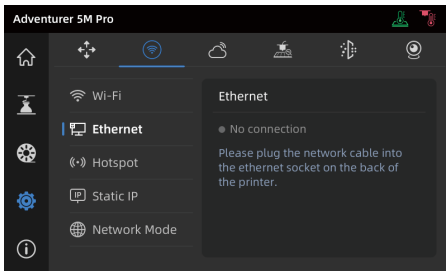 Adventurer 5M Pro
Wi-Fi
Ethernet
Hotspot
IP Static IP
Network Mode
Ethernet
No connection
Please plug the network cable into
the ethernet socket on the back of
the printer.